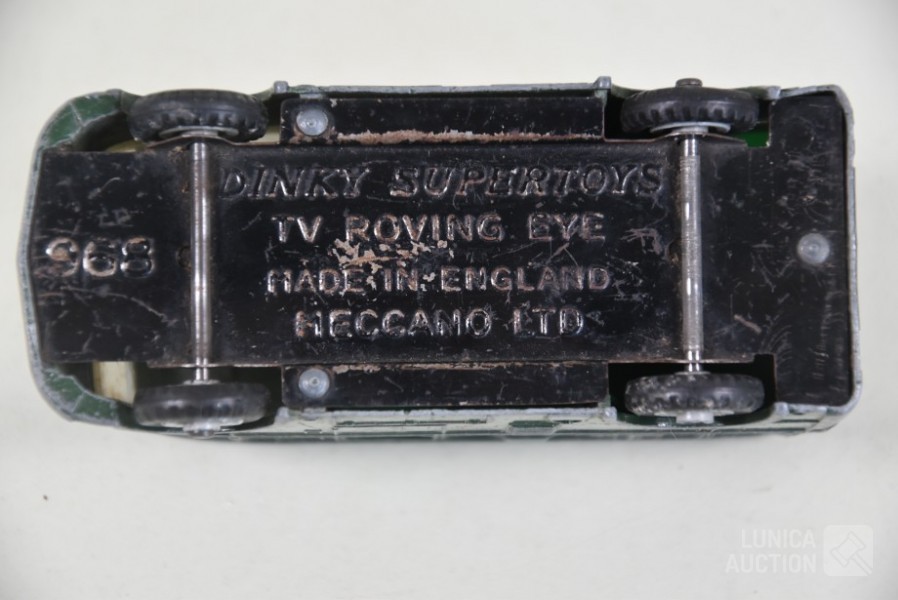 DINKY SUPERTOYS
TV ROVING EYE
968
MADE IN ENGLAND
MECCANO LTD
LUNICA
AUCTION